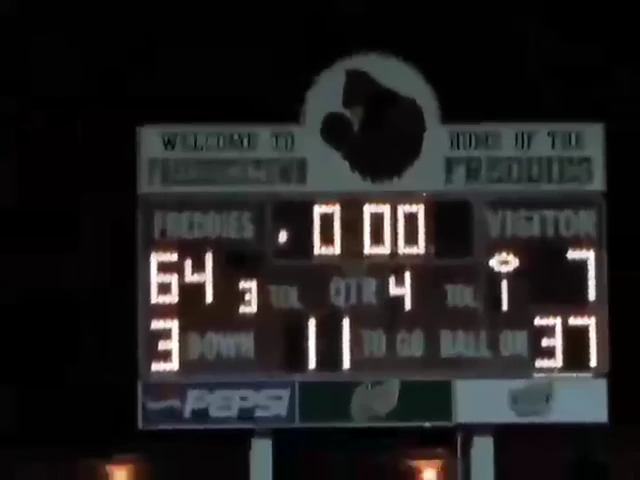 WELCOME TO HOME OF THE
FREDDIES 0:00 VISITOR
64 3 TOL QTR 4 TOL 1 7
3 DOWN 11 TO GO BALL ON 37
PEPSI